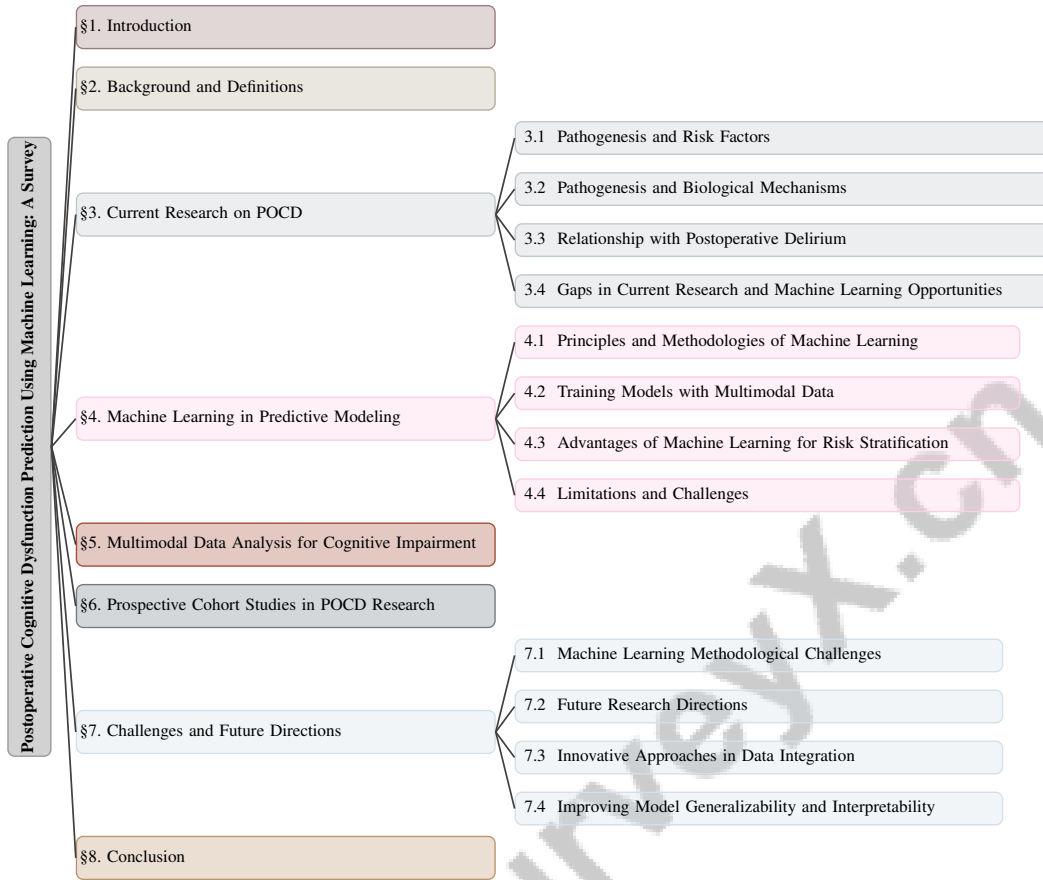 Postoperative Cognitive Dysfunction Prediction Using Machine Learning: A Survey
§1. Introduction
§2. Background and Definitions
§3. Current Research on POCD
3.1 Pathogenesis and Risk Factors
3.2 Pathogenesis and Biological Mechanisms
3.3 Relationship with Postoperative Delirium
3.4 Gaps in Current Research and Machine Learning Opportunities
§4. Machine Learning in Predictive Modeling
4.1 Principles and Methodologies of Machine Learning
4.2 Training Models with Multimodal Data
4.3 Advantages of Machine Learning for Risk Stratification
4.4 Limitations and Challenges
§5. Multimodal Data Analysis for Cognitive Impairment
§6. Prospective Cohort Studies in POCD Research
§7. Challenges and Future Directions
7.1 Machine Learning Methodological Challenges
7.2 Future Research Directions
7.3 Innovative Approaches in Data Integration
7.4 Improving Model Generalizability and Interpretability
§8. Conclusion
urveyx.cn